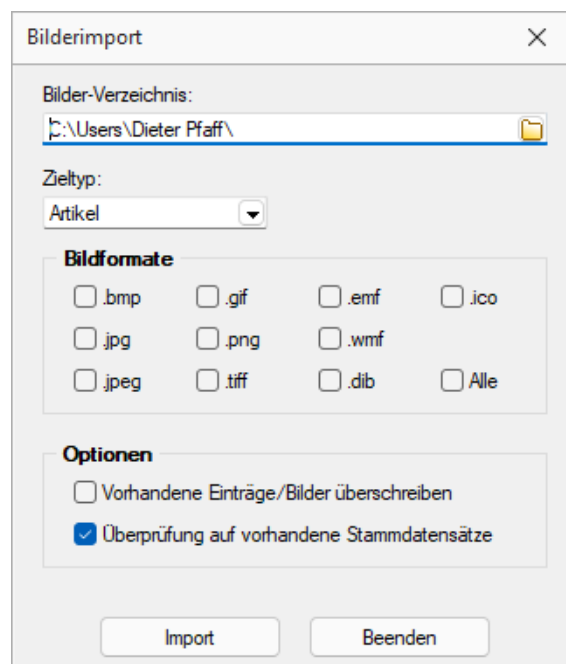 Bilderimport
Bilder-Verzeichnis:
C:\Users\Dieter Pfaff\
Zieltyp:
Artikel
Bildformate
.bmp .gif .emf .ico
.jpg .png .wmf
.jpeg .tiff .dib Alle
Optionen
Vorhandene Einträge/Bilder überschreiben
Überprüfung auf vorhandene Stammdatensätze
Import Beenden